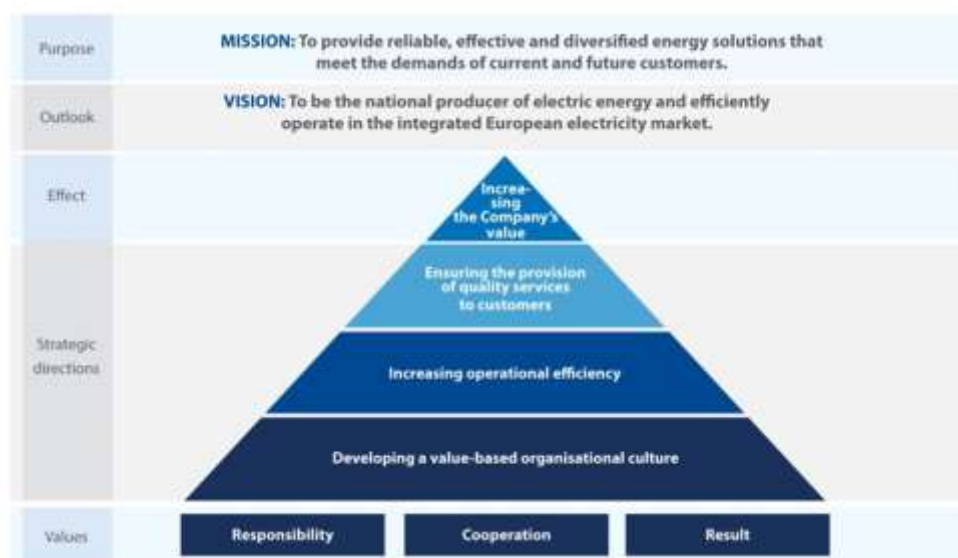 Purpose
MISSION: To provide reliable, effective and diversified energy solutions that
meet the demands of current and future customers.
Outlook
VISION: To be the national producer of electric energy and efficiently
operate in the integrated European electricity market.
Effect
Increa-
sing
the Company's
value
Strategic
directions
Ensuring the provision
of quality services
to customers
Increasing operational efficiency
Developing a value-based organisational culture
Values
Responsibility
Cooperation
Result